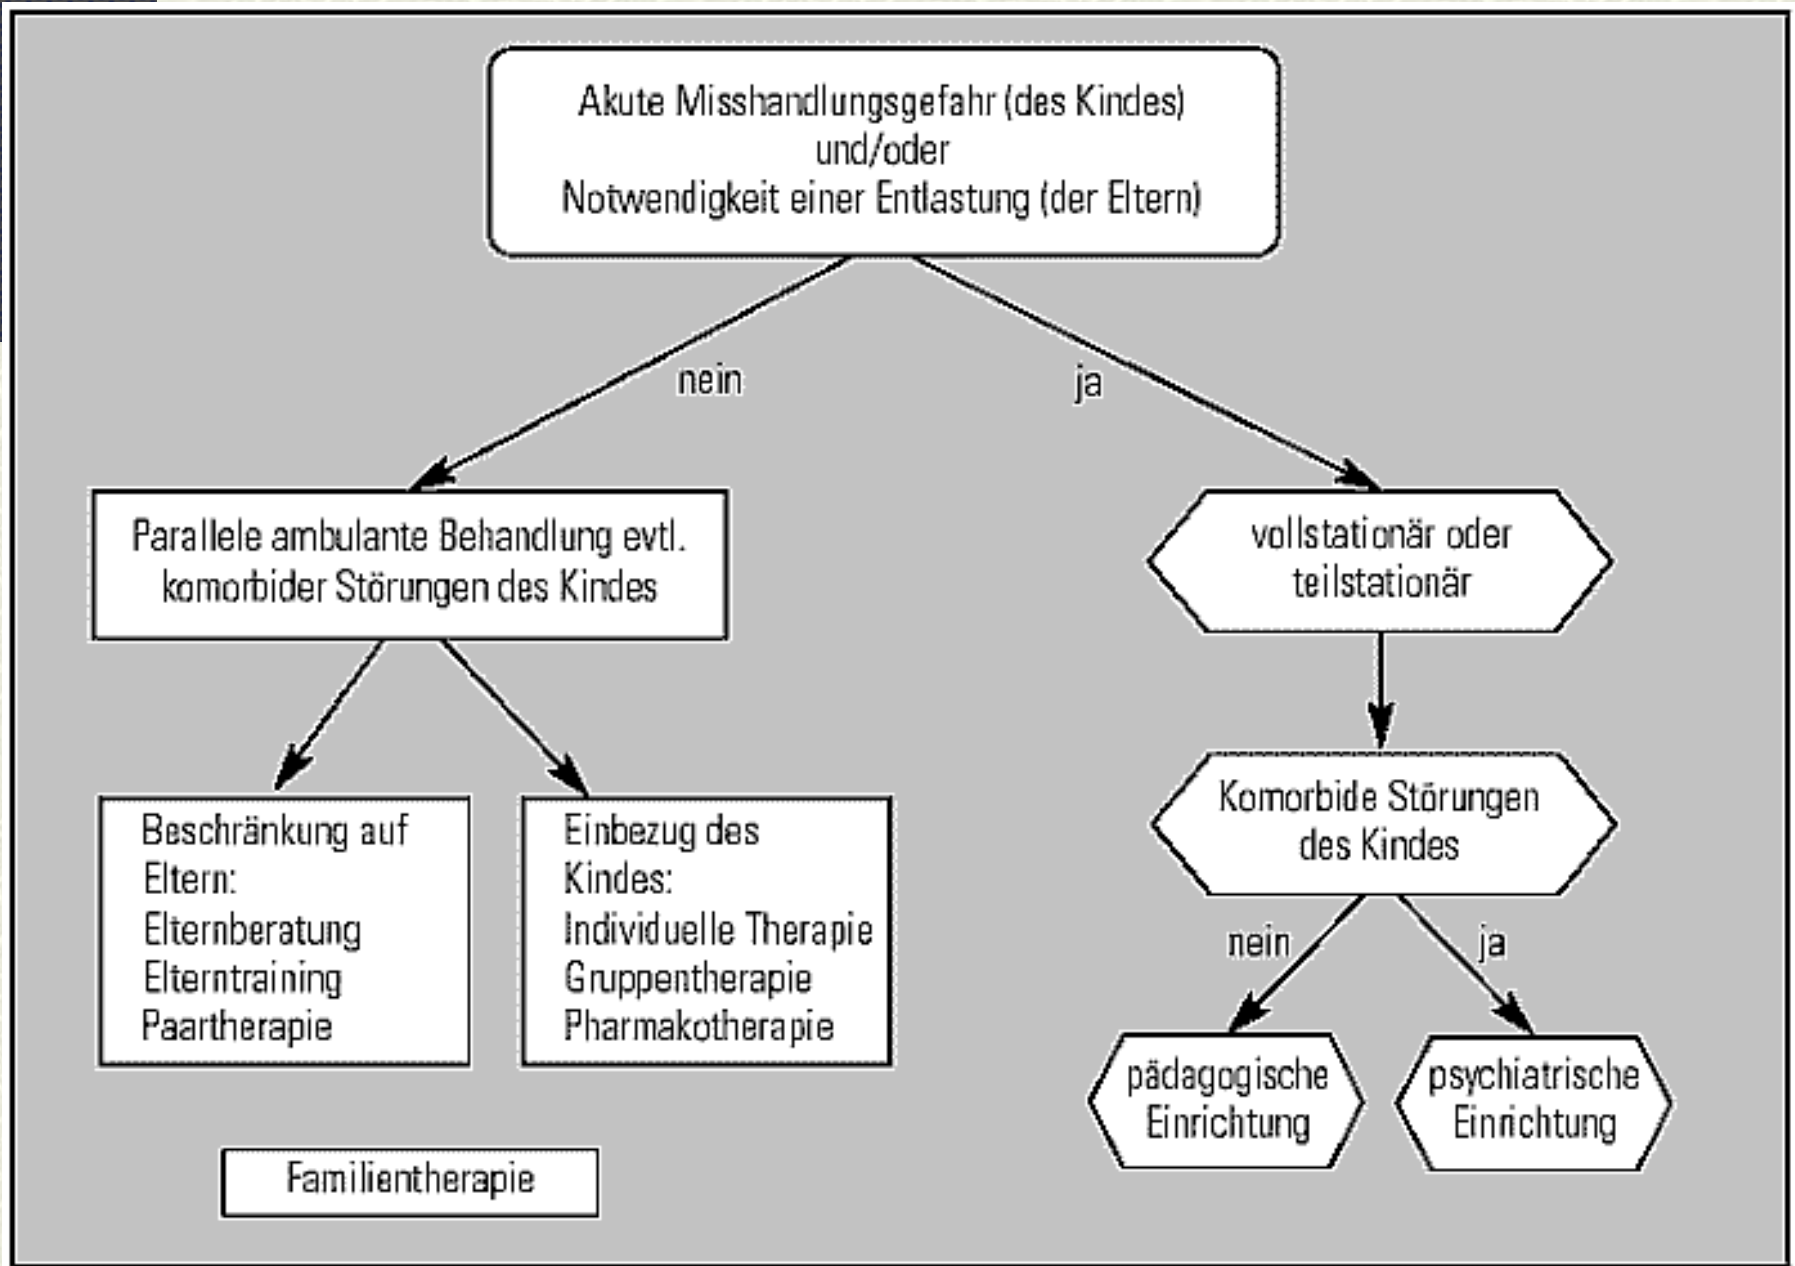 Akute Misshandlungsgefahr (des Kindes)
und/oder
Notwendigkeit einer Entlastung (der Eltern)
nein
ja
Parallele ambulante Behandlung evtl.
komorbider Störungen des Kindes
vollstationär oder
teilstationär
Beschränkung auf
Eltern:
Elternberatung
Elterntraining
Paartherapie
Einbezug des
Kindes:
Individuelle Therapie
Gruppentherapie
Pharmakotherapie
Komorbide Störungen
des Kindes
nein
ja
pädagogische
Einrichtung
psychiatrische
Einrichtung
Familientherapie